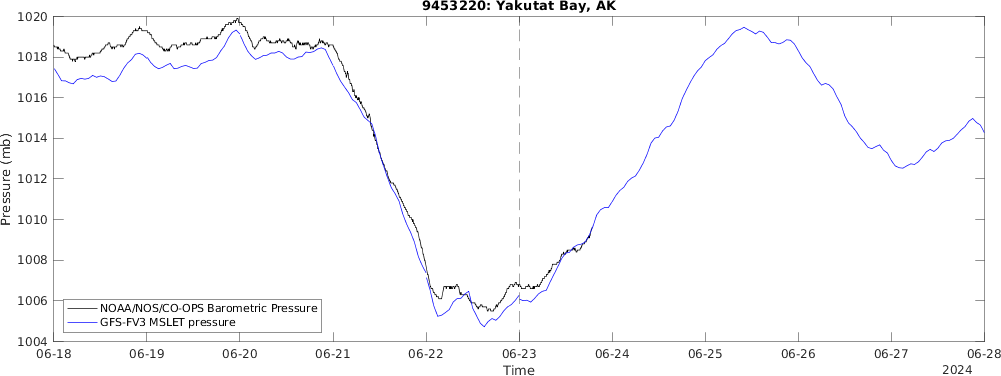 9453220: Yakutat Bay, AK
1020
1018
1016
1014
1012
1010
1008
1006
1004
Pressure (mb)
NOAA/NOS/CO-OPS Barometric Pressure
GFS-FV3 MSLET pressure
06-18 06-19 06-20 06-21 06-22 06-23 06-24 06-25 06-26 06-27 06-28
Time
2024